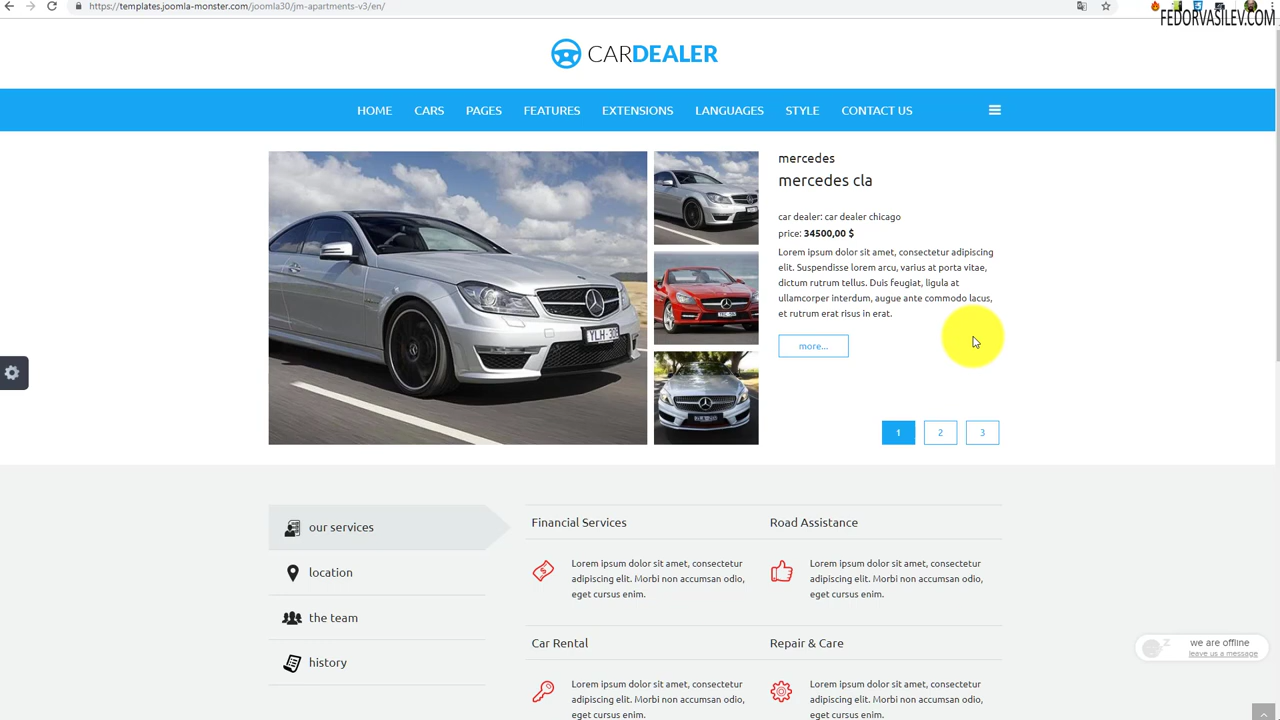 https://templates.joomla-monster.com/joomla30/jm-apartments-v3/en/
FEDORVASILEV.COM
CARDEALER
HOME CARS PAGES FEATURES EXTENSIONS LANGUAGES STYLE CONTACT US
mercedes
mercedes cla
car dealer: car dealer chicago
price: 34500,00 $
Lorem ipsum dolor sit amet, consectetur adipiscing
elit. Suspendisse lorem arcu, varius at porta vitae,
dictum rutrum tellus. Duis feugiat, ligula at
ullamcorper interdum, augue ante commodo lacus,
et rutrum erat risus in erat.
more...
1 2 3
our services
location
the team
history
Financial Services
Lorem ipsum dolor sit amet, consectetur
adipiscing elit. Morbi non accumsan odio,
eget cursus enim.
Road Assistance
Lorem ipsum dolor sit amet, consectetur
adipiscing elit. Morbi non accumsan odio,
eget cursus enim.
Car Rental
Lorem ipsum dolor sit amet, consectetur
adipiscing elit. Morbi non accumsan odio,
eget cursus enim.
Repair & Care
Lorem ipsum dolor sit amet, consectetur
adipiscing elit. Morbi non accumsan odio,
eget cursus enim.
we are offline
leave us a message